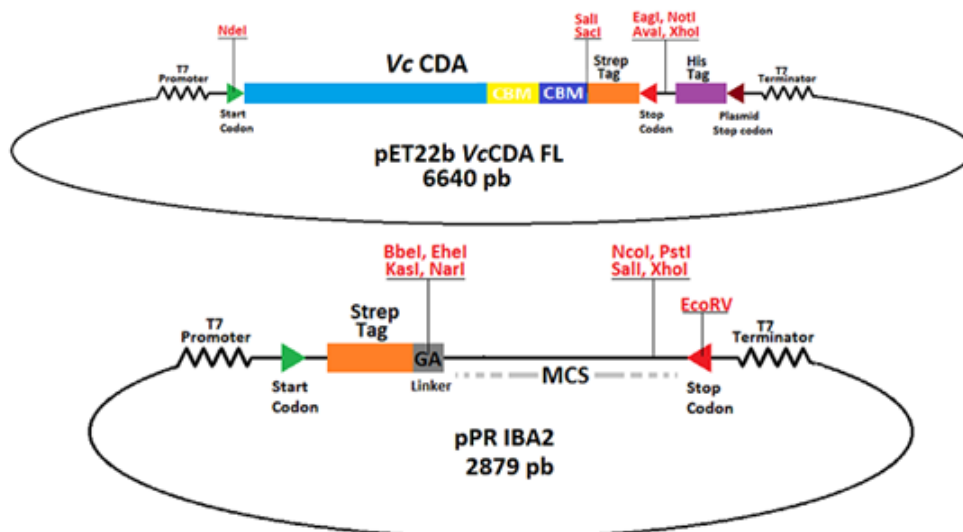 NdeI
SalI
SacI
EagI, NotI
AvaI, XhoI
T7
Promoter
Vc CDA
CBM
CBM
Strep
Tag
His
Tag
T7
Terminator
Start
Codon
Stop
Codon
Plasmid
Stop codon
pET22b VcCDA FL
6640 pb
BbeI, EheI
KasI, NarI
NcoI, PstI
SalI, XhoI
EcoRV
T7
Promoter
Strep
Tag
GA
Linker
MCS
T7
Terminator
Start
Codon
Stop
Codon
pPR IBA2
2879 pb